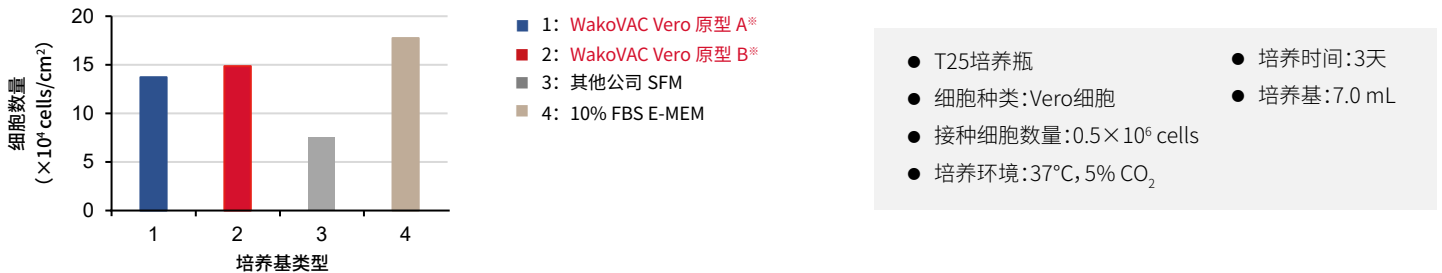 细胞数量
(×10⁴ cells/cm²)
20
15
10
5
0
1
2
3
4
培养基类型
1：WakoVAC Vero 原型 A※
2：WakoVAC Vero 原型 B※
3：其他公司 SFM
4：10% FBS E-MEM
● T25培养瓶
● 细胞种类：Vero细胞
● 接种细胞数量：0.5×10⁶ cells
● 培养环境：37°C，5% CO₂
● 培养时间：3天
● 培养基：7.0 mL